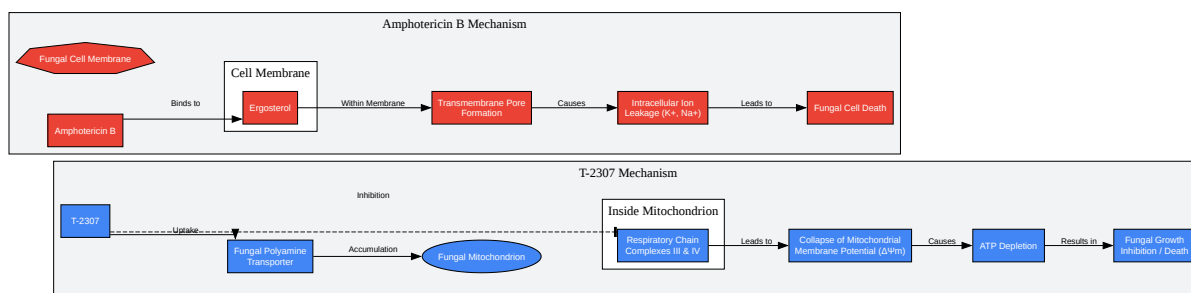 Amphotericin B Mechanism
Fungal Cell Membrane
Cell Membrane
Amphotericin B
Binds to
Ergosterol
Within Membrane
Transmembrane Pore
Formation
Causes
Intracellular Ion
Leakage (K+, Na+)
Leads to
Fungal Cell Death
T-2307 Mechanism
T-2307
Uptake
Inhibition
Fungal Polyamine
Transporter
Accumulation
Fungal Mitochondrion
Inside Mitochondrion
Respiratory Chain
Complexes III & IV
Leads to
Collapse of Mitochondrial
Membrane Potential (ΔΨm)
Causes
ATP Depletion
Results in
Fungal Growth
Inhibition / Death